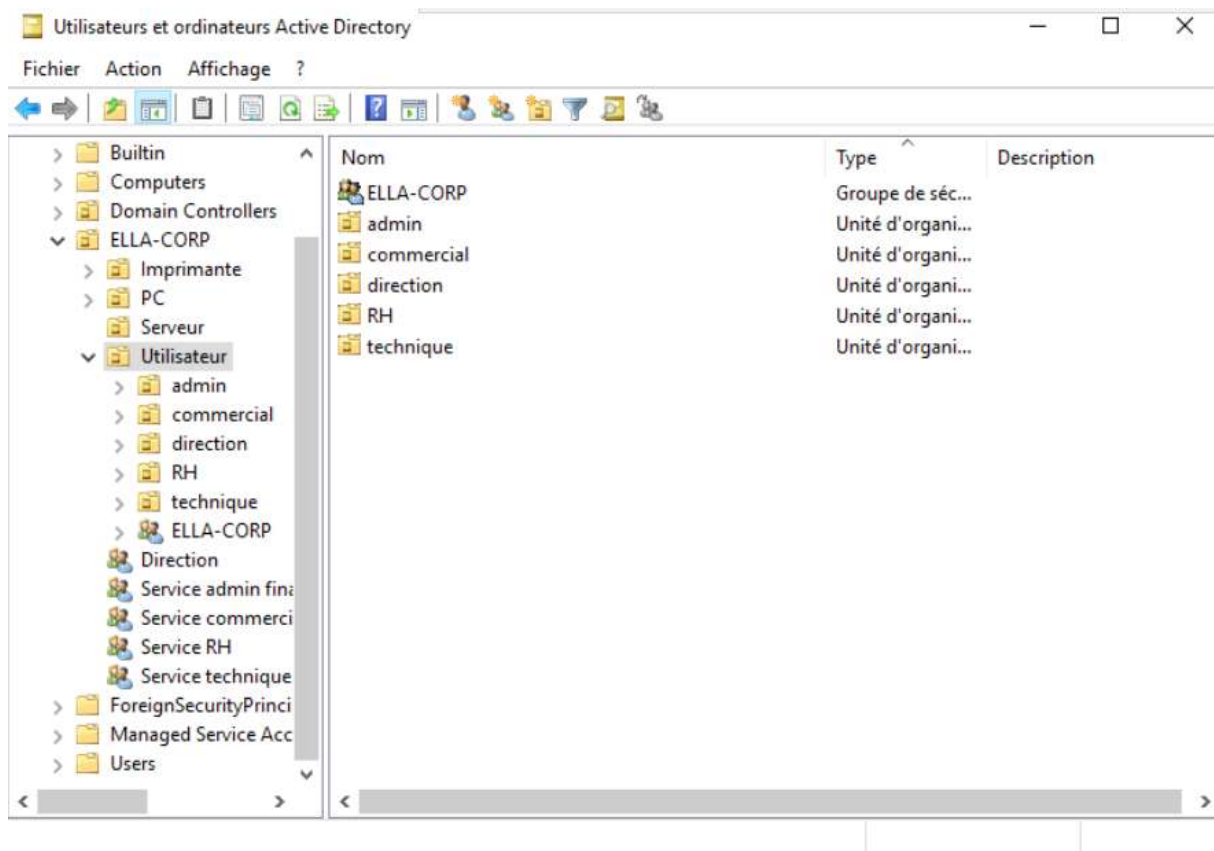 Utilisateurs et ordinateurs Active Directory
Fichier Action Affichage ?
Builtin
Computers
Domain Controllers
ELLA-CORP
Imprimante
PC
Serveur
Utilisateur
admin
commercial
direction
RH
technique
ELLA-CORP
Direction
Service admin fina
Service commerci
Service RH
Service technique
ForeignSecurityPrinci
Managed Service Acc
Users
Nom Type Description
ELLA-CORP Groupe de séc...
admin Unité d'organi...
commercial Unité d'organi...
direction Unité d'organi...
RH Unité d'organi...
technique Unité d'organi...